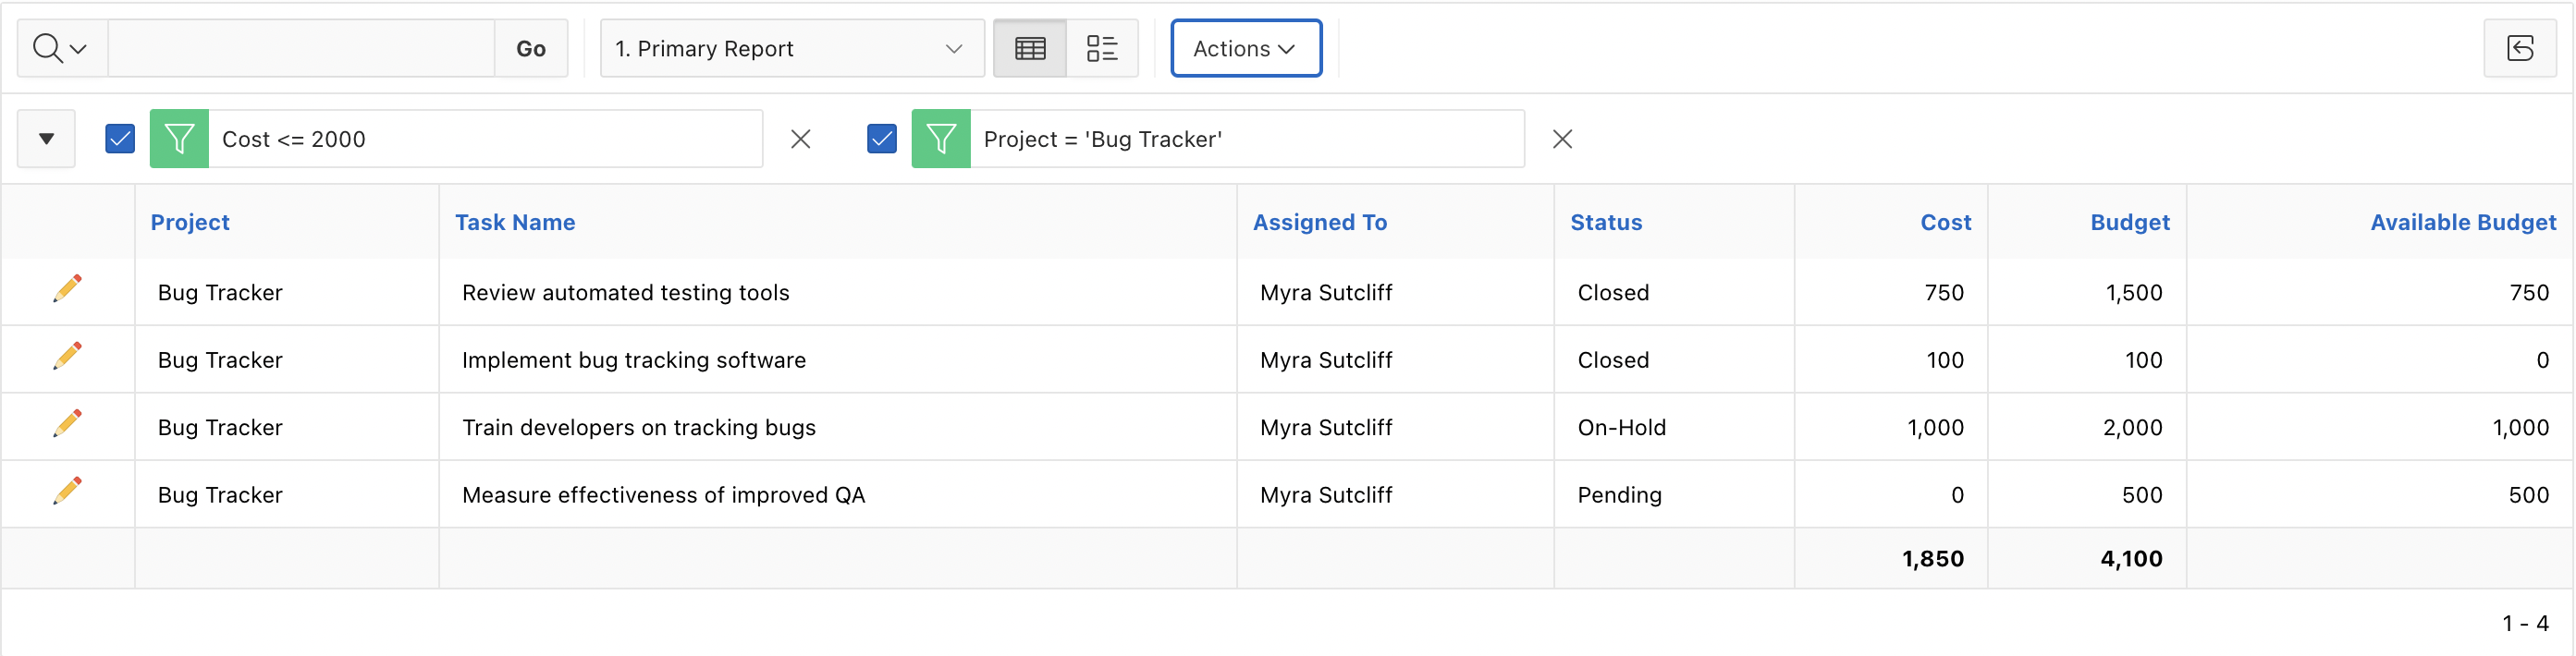 Go 1. Primary Report Actions
Cost <= 2000 Project = 'Bug Tracker'
Project Task Name Assigned To Status Cost Budget Available Budget
Bug Tracker Review automated testing tools Myra Sutcliff Closed 750 1,500 750
Bug Tracker Implement bug tracking software Myra Sutcliff Closed 100 100 0
Bug Tracker Train developers on tracking bugs Myra Sutcliff On-Hold 1,000 2,000 1,000
Bug Tracker Measure effectiveness of improved QA Myra Sutcliff Pending 0 500 500
1,850 4,100
1 - 4